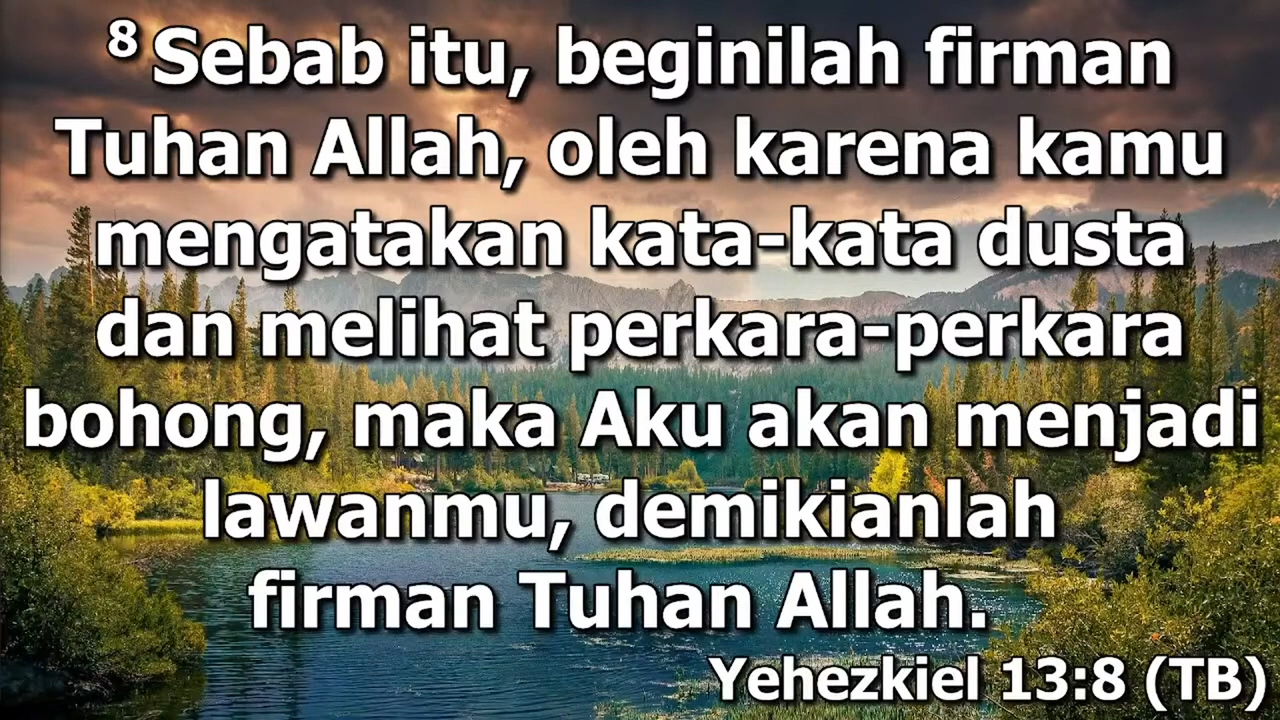 8 Sebab itu, beginilah firman
Tuhan Allah, oleh karena kamu
mengatakan kata-kata dusta
dan melihat perkara-perkara
bohong, maka Aku akan menjadi
lawanmu, demikianlah
firman Tuhan Allah.
Yehezkiel 13:8 (TB)